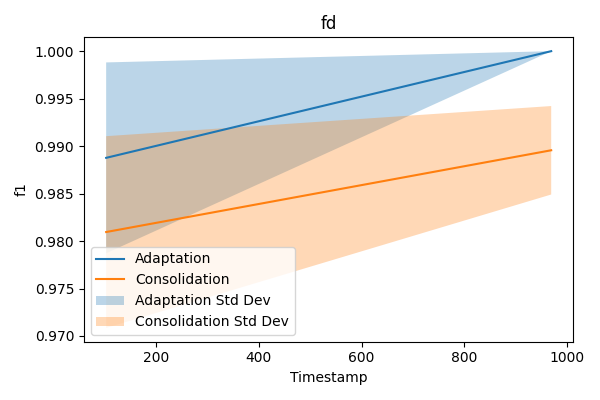 fd
f1
1.000
0.995
0.990
0.985
0.980
0.975
0.970
Adaptation
Consolidation
Adaptation Std Dev
Consolidation Std Dev
200
400
600
800
1000
Timestamp